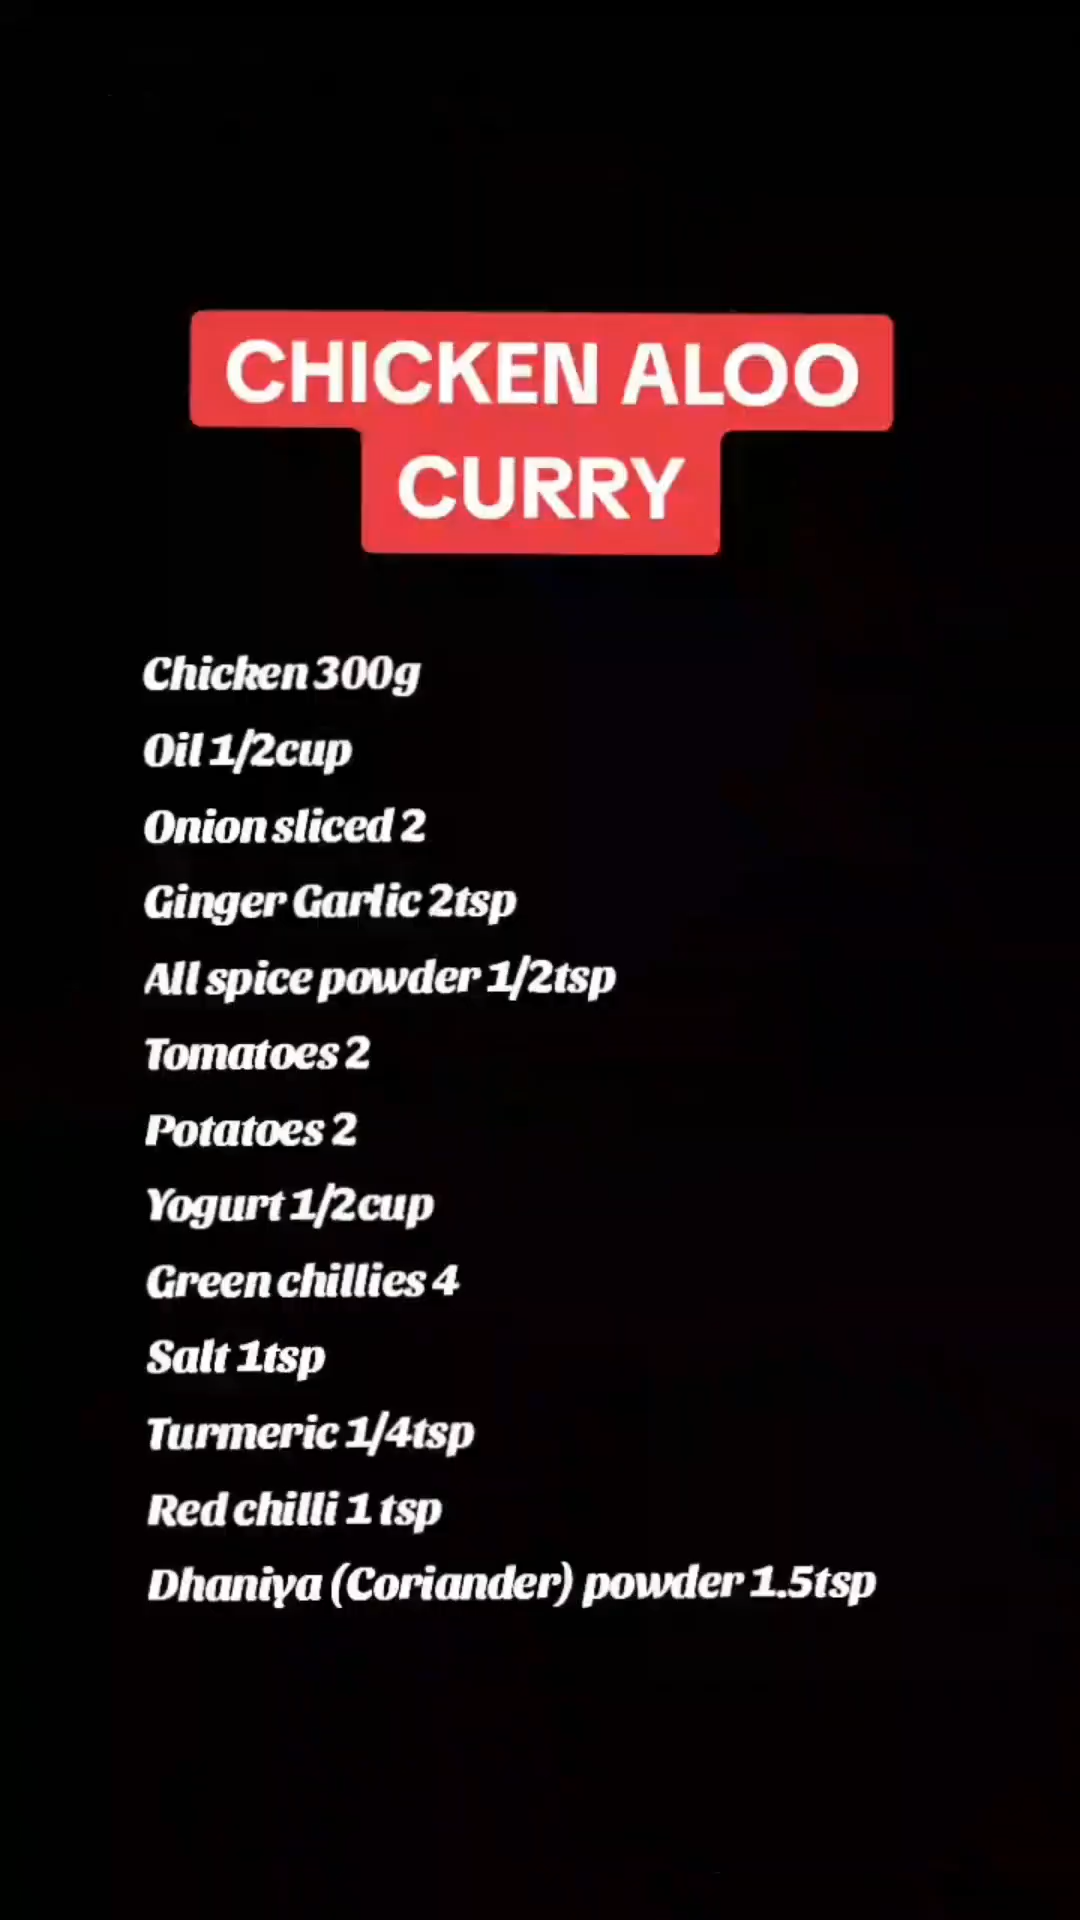 CHICKEN ALOO
CURRY
Chicken 300g
Oil 1/2cup
Onion sliced 2
Ginger Garlic 2tsp
All spice powder 1/2tsp
Tomatoes 2
Potatoes 2
Yogurt 1/2cup
Green chillies 4
Salt 1tsp
Turmeric 1/4tsp
Red chilli 1 tsp
Dhaniya (Coriander) powder 1.5tsp